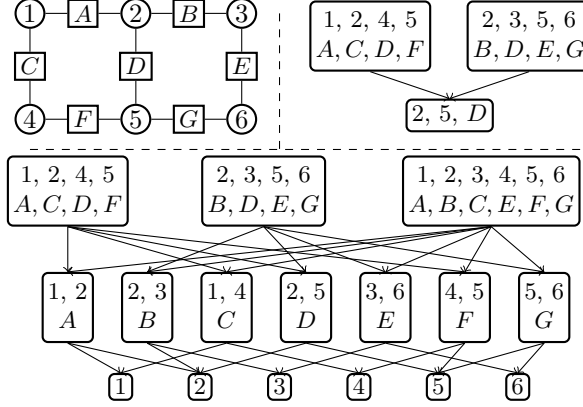 1 A 2 B 3
C D E
4 F 5 G 6
1, 2, 4, 5
A, C, D, F
2, 3, 5, 6
B, D, E, G
2, 5, D
1, 2, 4, 5
A, C, D, F
2, 3, 5, 6
B, D, E, G
1, 2, 3, 4, 5, 6
A, B, C, E, F, G
1, 2
A
2, 3
B
1, 4
C
2, 5
D
3, 6
E
4, 5
F
5, 6
G
1 2 3 4 5 6